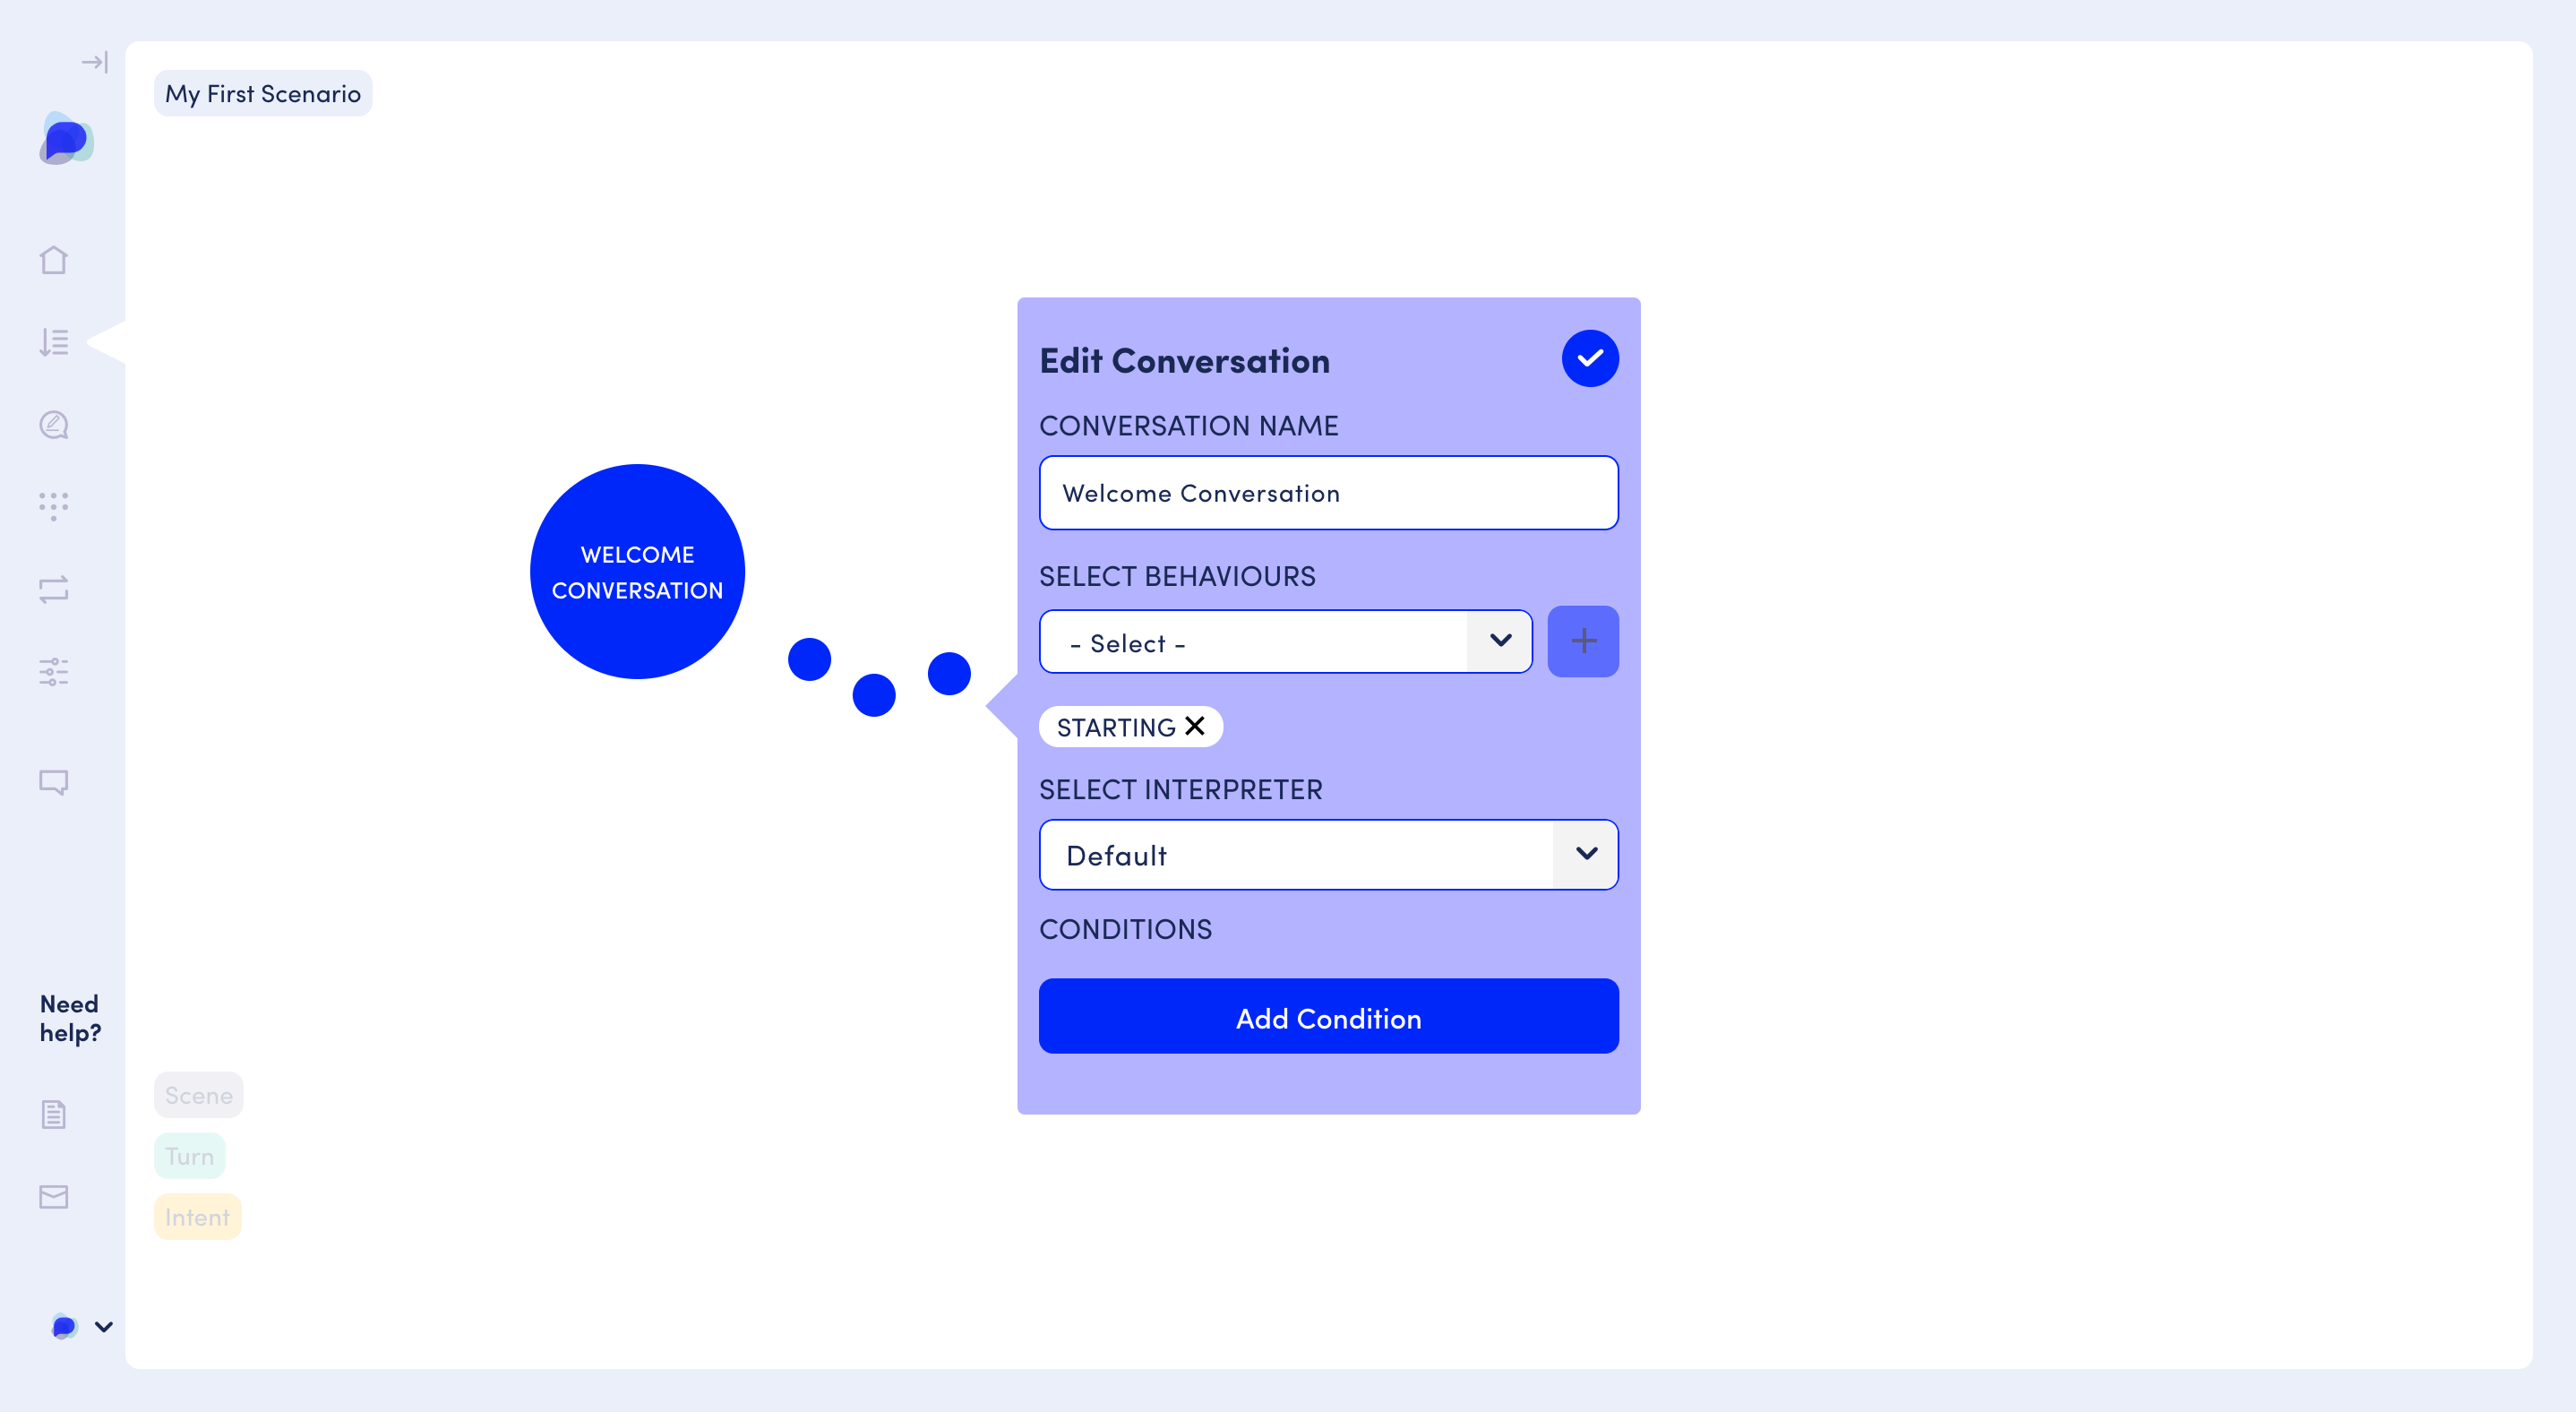 My First Scenario
WELCOME
CONVERSATION
Edit Conversation
CONVERSATION NAME
Welcome Conversation
SELECT BEHAVIOURS
- Select -
STARTING
SELECT INTERPRETER
Default
CONDITIONS
Add Condition
Need
help?
Scene
Turn
Intent